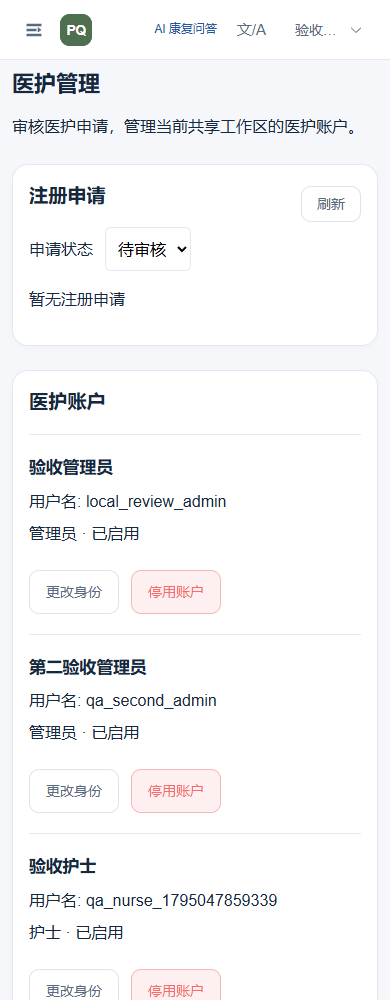 PQ AI 康复问答 文/A 验收...
医护管理
审核医护申请，管理当前共享工作区的医护账户。
注册申请
刷新
申请状态 待审核
暂无注册申请
医护账户
验收管理员
用户名: local_review_admin
管理员 · 已启用
更改身份 停用账户
第二验收管理员
用户名: qa_second_admin
管理员 · 已启用
更改身份 停用账户
验收护士
用户名: qa_nurse_1795047859339
护士 · 已启用
更改身份 停用账户